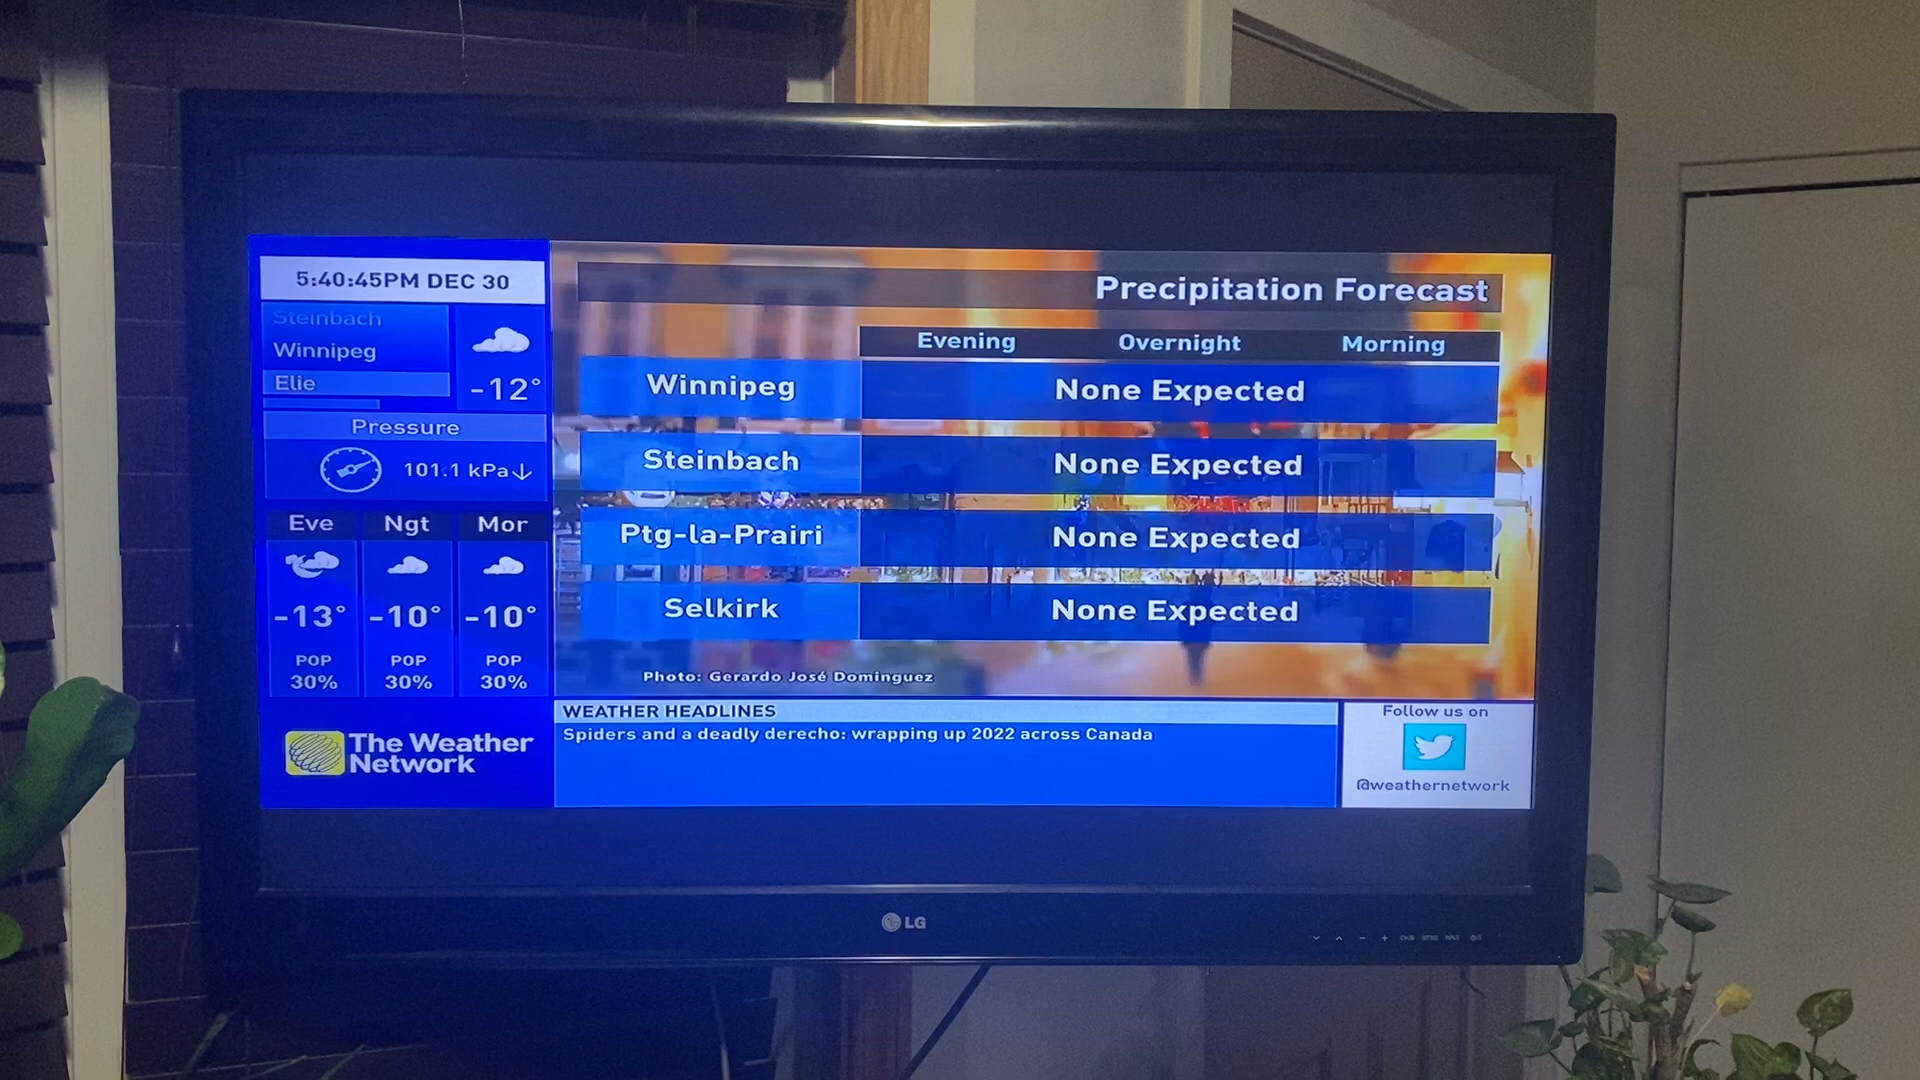 5:40:45PM DEC 30
Steinbach
Winnipeg
Elie
-12°
Pressure
101.1 kPa↓
Eve Ngt Mor
-13° -10° -10°
POP POP POP
30% 30% 30%
The Weather
Network
Precipitation Forecast
Evening Overnight Morning
Winnipeg None Expected
Steinbach None Expected
Ptg-la-Prairi None Expected
Selkirk None Expected
Photo: Gerardo José Dominguez
WEATHER HEADLINES
Spiders and a deadly derecho: wrapping up 2022 across Canada
Follow us on
@weathernetwork
LG